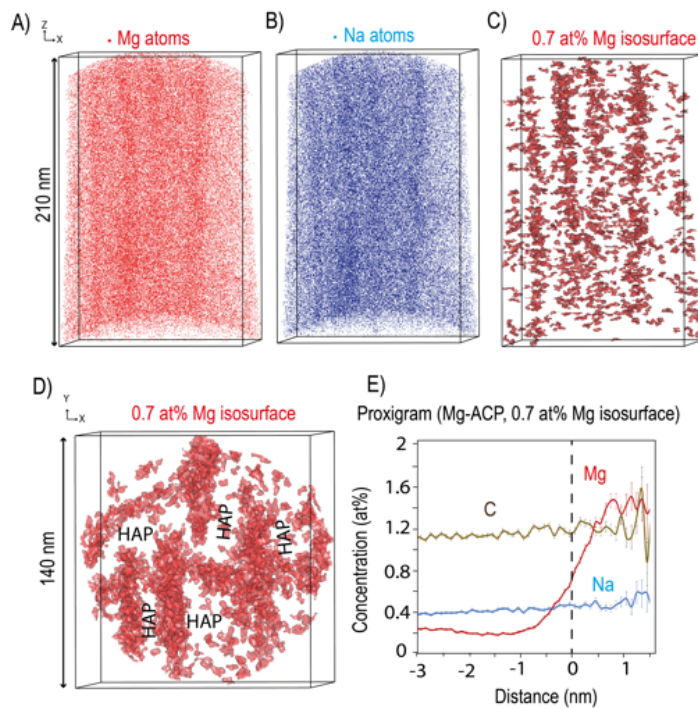 A)
Z
X
• Mg atoms
210 nm
B)
• Na atoms
C)
0.7 at% Mg isosurface
D)
Y
X
0.7 at% Mg isosurface
140 nm
HAP
HAP
HAP
HAP
HAP
E)
Proxigram (Mg-ACP, 0.7 at% Mg isosurface)
Concentration (at%)
2
1.6
1.2
0.8
0.4
0
C
Mg
Na
-3
-2
-1
0
1
Distance (nm)